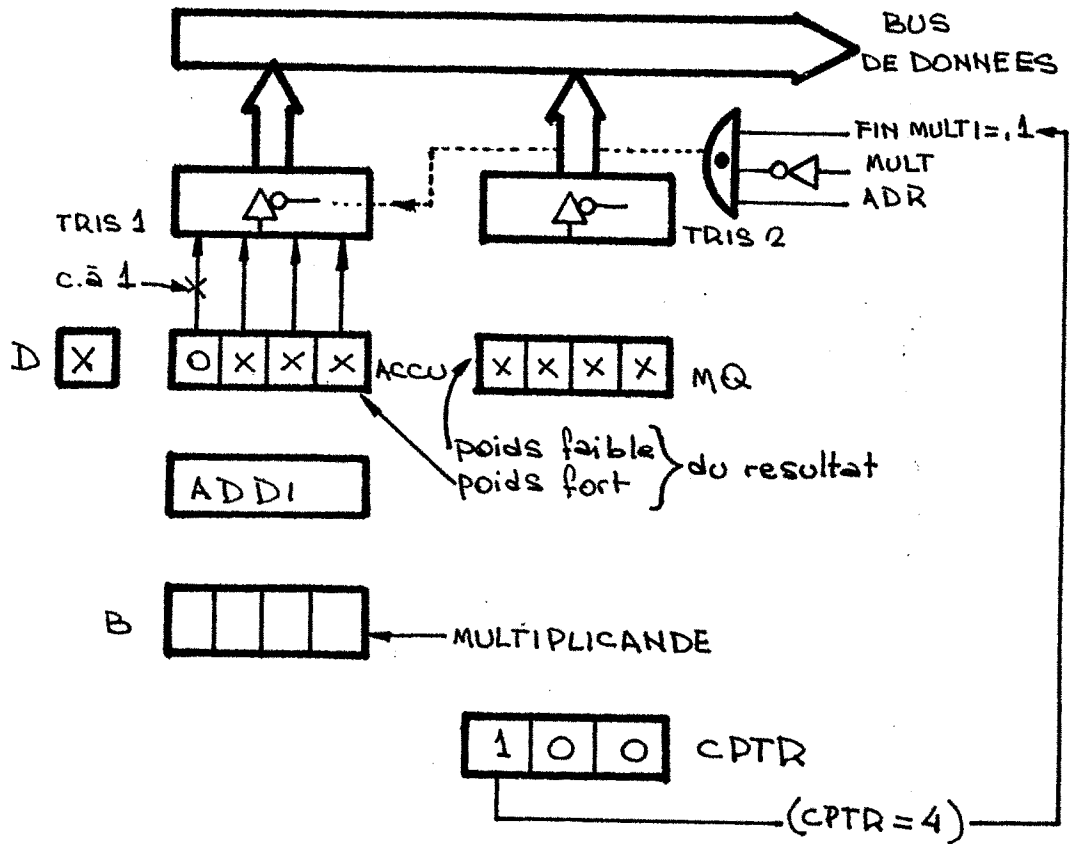 BUS
DE DONNEES
FIN MULTI=.1
MULT
ADR
TRIS 1
TRIS 2
c.à 1
D X
0 X X X ACCU
X X X X MQ
poids faible
poids fort
du resultat
ADDI
B
MULTIPLICANDE
1 0 0 CPTR
(CPTR = 4)